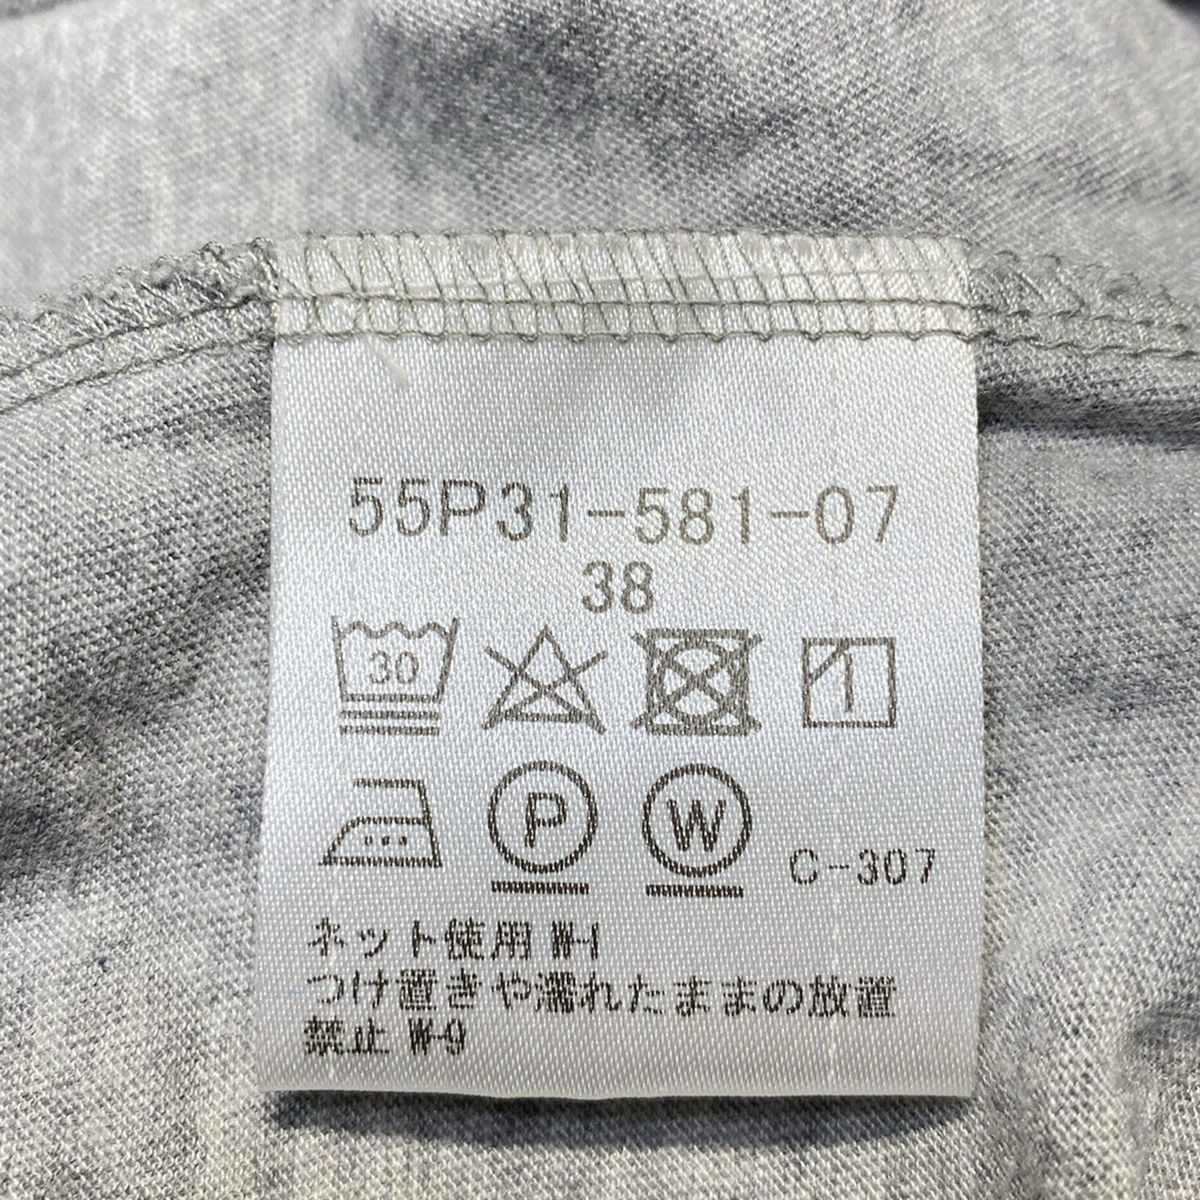 55P31-581-07
38
30
P W C-307
ネット使用 W-1
つけ置きや濡れたままの放置
禁止 W-9